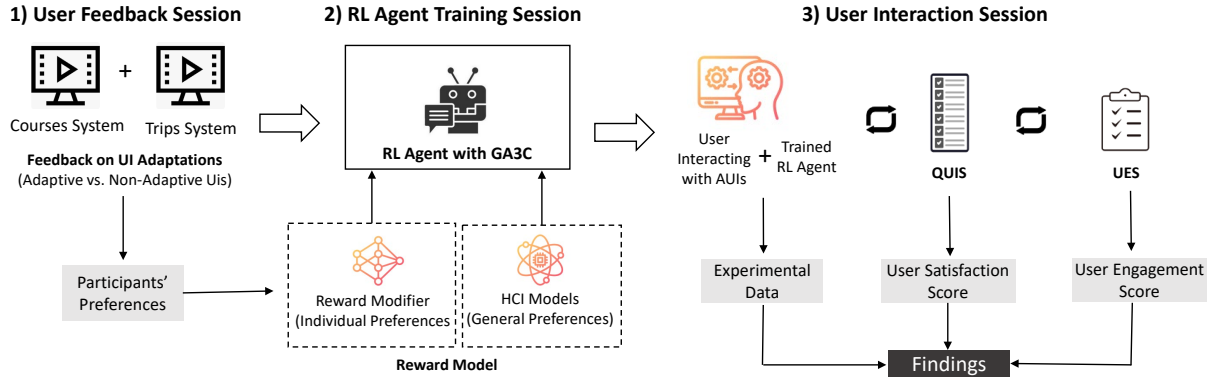 1) User Feedback Session
+
Courses System
Trips System
Feedback on UI Adaptations
(Adaptive vs. Non-Adaptive Uis)
Participants'
Preferences
2) RL Agent Training Session
RL Agent with GA3C
Reward Modifier
(Individual Preferences
HCI Models
(General Preferences)
Reward Model
3) User Interaction Session
User
Interacting
with AUIs
+
Trained
RL Agent
QUIS
UES
Experimental
Data
User Satisfaction
Score
User Engagement
Score
Findings